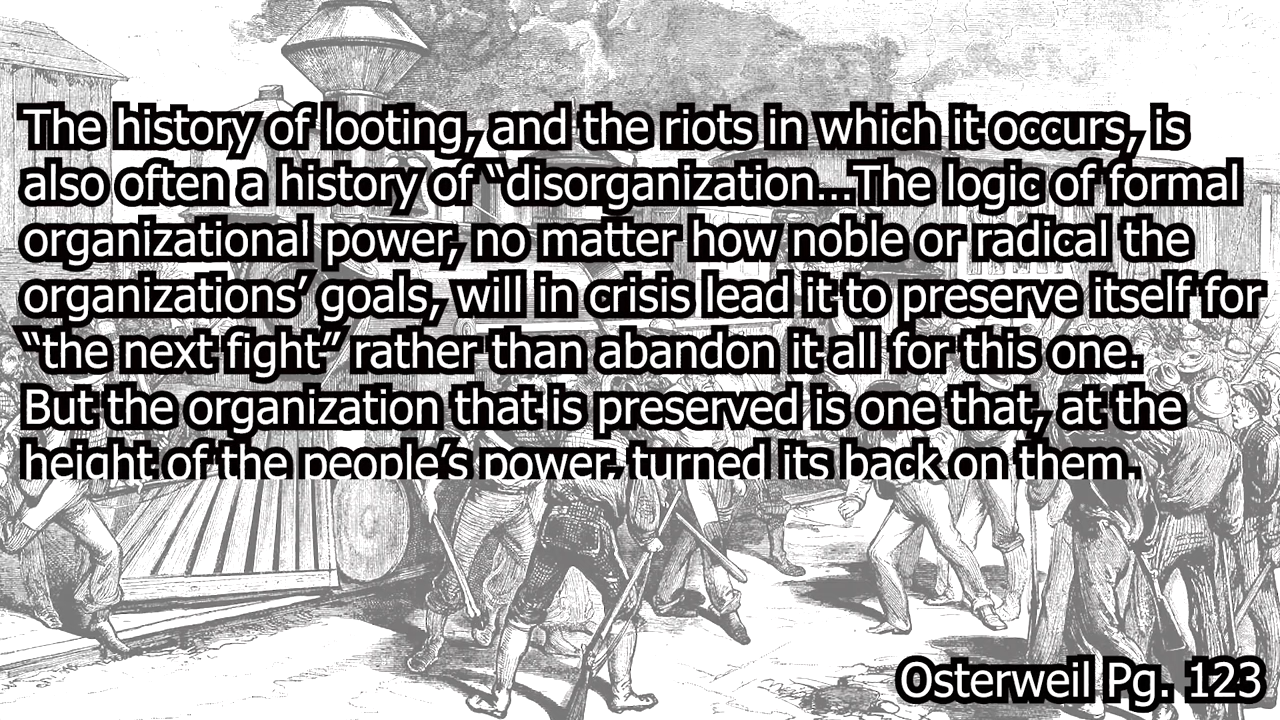 The history of looting, and the riots in which it occurs, is
also often a history of “disorganization...The logic of formal
organizational power, no matter how noble or radical the
organizations’ goals, will in crisis lead it to preserve itself for
“the next fight” rather than abandon it all for this one.
But the organization that is preserved is one that, at the
height of the people’s power, turned its back on them.
Osterweil Pg. 123